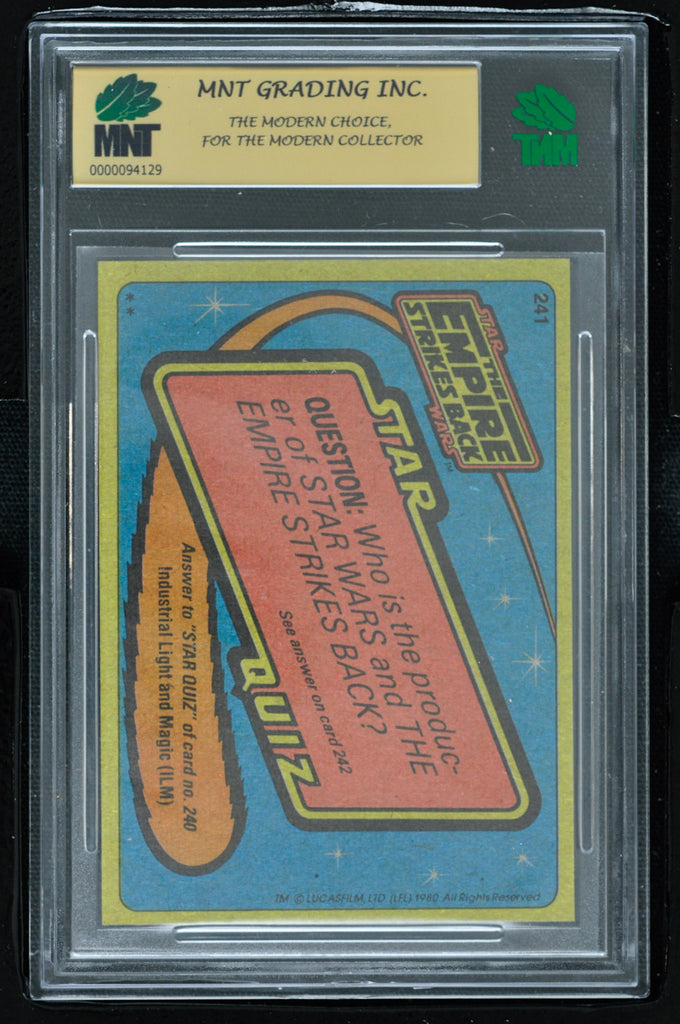 MNT GRADING INC.
THE MODERN CHOICE,
FOR THE MODERN COLLECTOR
MNT
0000094129
MNT
241
STAR
THE
EMPIRE
STRIKES BACK
WARS™
**
STAR
QUESTION: Who is the produc-
er of STAR WARS and THE
EMPIRE STRIKES BACK?
See answer on card 242
QUIZ
Answer to "STAR QUIZ" of card no. 240
Industrial Light and Magic (ILM)
TM © LUCASFILM, LTD (LFL) 1980 All Rights Reserved